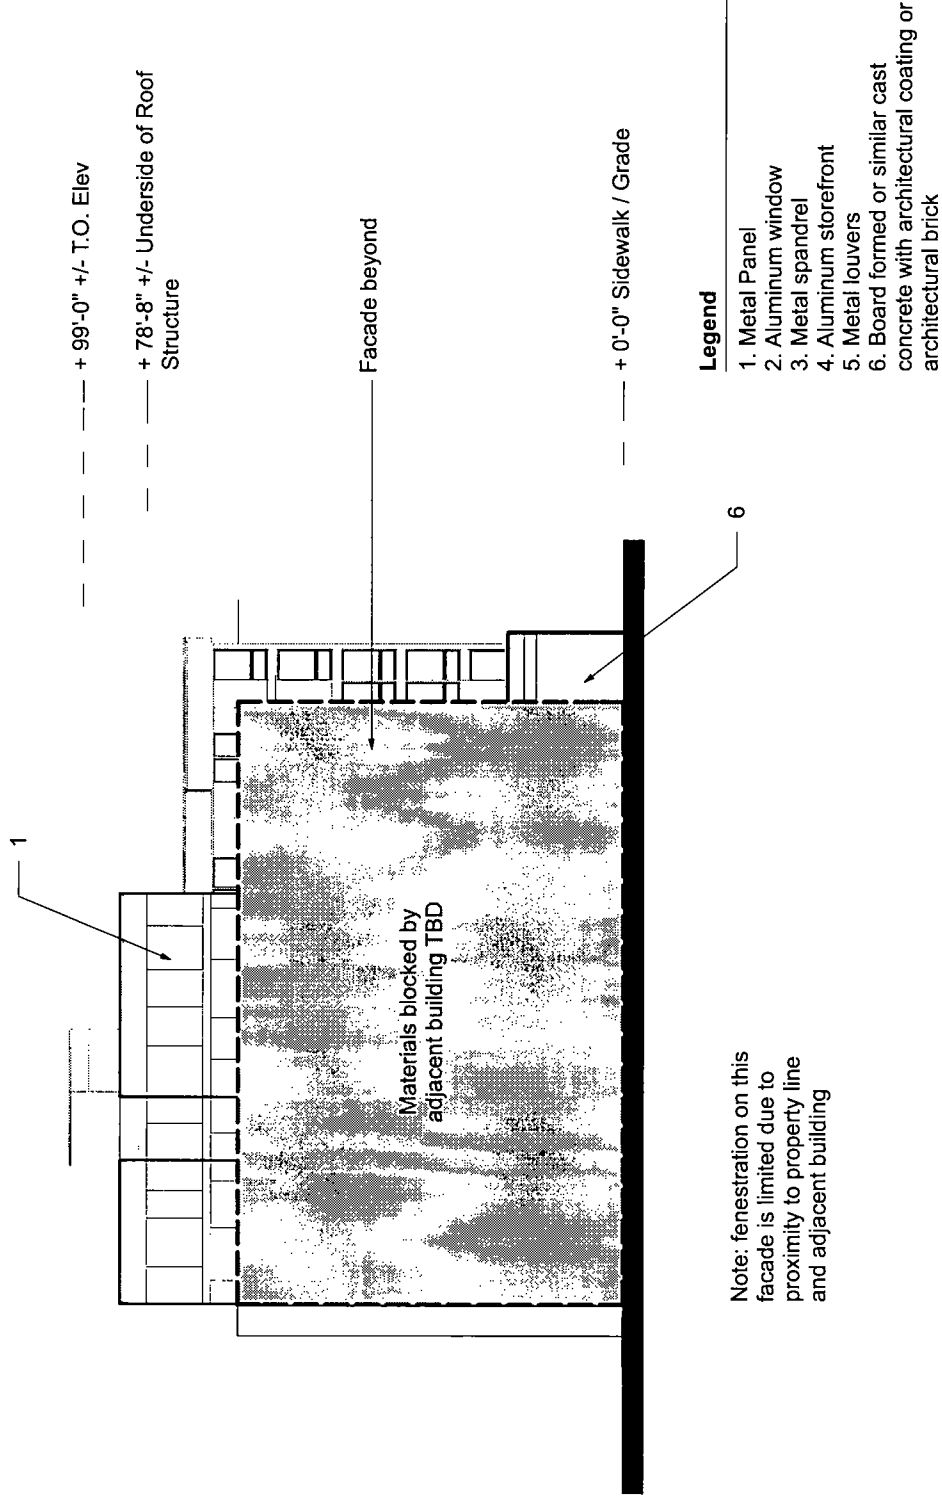 + 99'-0" +/- T.O. Elev
+ 78'-8" +/- Underside of Roof
Structure
Facade beyond
+ 0'-0" Sidewalk / Grade
1
6
Materials blocked by
adjacent building TBD
Note: fenestration on this
facade is limited due to
proximity to property line
and adjacent building
Legend
1. Metal Panel
2. Aluminum window
3. Metal spandrel
4. Aluminum storefront
5. Metal louvers
6. Board formed or similar cast
concrete with architectural coating or
architectural brick